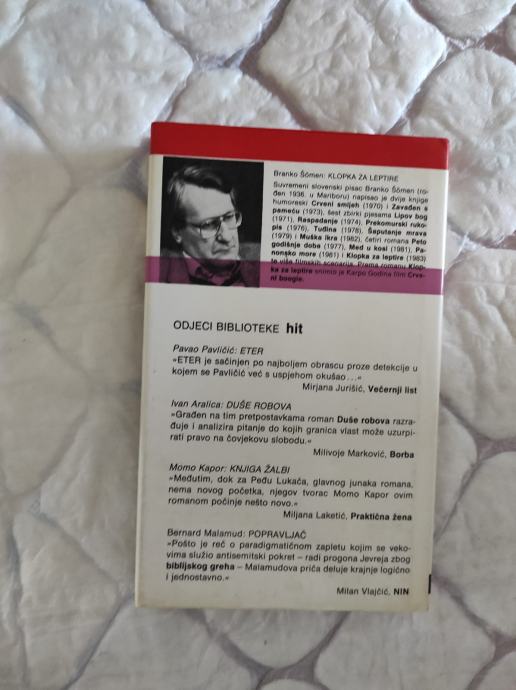 Branko Šömen: KLOPKA ZA LEPTIRE
Suvremeni slovenski pisac Branko Šömen (ro-
đen 1936. u Mariboru) napisao je dvije knjige
humoreski Crveni smijeh (1970) i Zavađen s
pameću (1973), šest zbirki pjesama Lipov bog
(1971), Raspadanje (1974), Prekomurski ruko-
pis (1976), Tuđina (1978), Šaputanje mrava
(1979) i Muška ikra (1982), četiri romana Peto
godišnje doba (1977), Med u kosi (1981), Pa-
nonsko more (1981) i Klopka za leptire (1983)
te više filmskih scenarija. Prema romanu Klop-
ka za leptire snimio je Karpo Godina film Crve-
ni boogie.
ODJECI BIBLIOTEKE hit
Pavao Pavličić: ETER
»ETER je sačinjen po najboljem obrascu proze detekcije u
kojem se Pavličić već s uspjehom okušao...«
Mirjana Jurišić, Večernji list
Ivan Aralica: DUŠE ROBOVA
»Građen na tim pretpostavkama roman Duše robova razra-
đuje i analizira pitanje do kojih granica vlast može uzurpi-
rati pravo na čovjekovu slobodu.«
Milivoje Marković, Borba
Momo Kapor: KNJIGA ŽALBI
»Međutim, dok za Peđu Lukača, glavnog junaka romana,
nema novog početka, njegov tvorac Momo Kapor ovim
romanom počinje nešto novo.«
Miljana Laketić, Praktična žena
Bernard Malamud: POPRAVLJAČ
»Pošto je reč o paradigmatičnom zapletu kojim se veko-
vima služio antisemitski pokret – radi progona Jevreja zbog
biblijskog greha – Malamudova priča deluje krajnje logično
i jednostavno.«
Milan Vlajčić, NIN